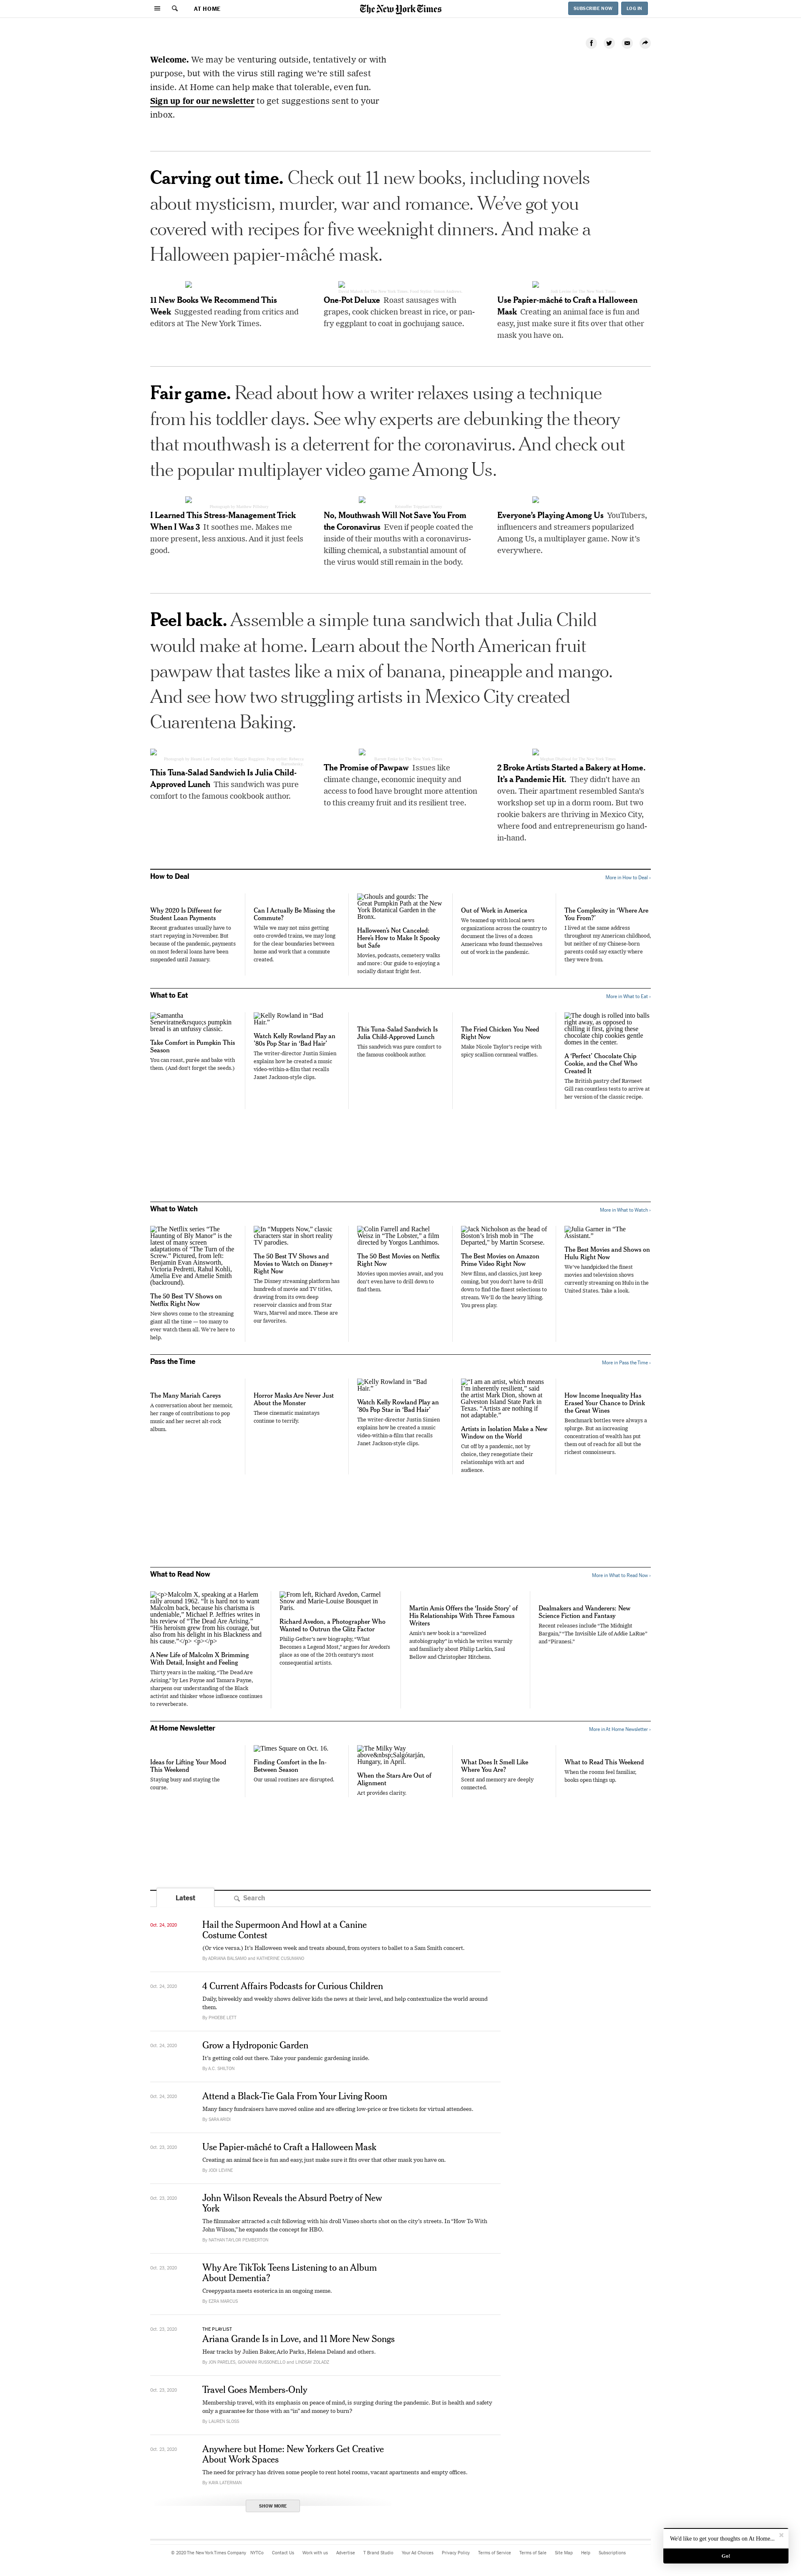 AT HOME
The New York Times
SUBSCRIBE NOW
LOG IN
Welcome. We may be venturing outside, tentatively or with
purpose, but with the virus still raging we're still safest
inside. At Home can help make that tolerable, even fun.
Sign up for our newsletter to get suggestions sent to your
inbox.
Carving out time. Check out 11 new books, including novels
about mysticism, murder, war and romance. We've got you
covered with recipes for five weeknight dinners. And make a
Halloween papier-mâché mask.
11 New Books We Recommend This
Week Suggested reading from critics and
editors at The New York Times.
One-Pot Deluxe Roast sausages with
grapes, cook chicken breast in rice, or pan-
fry eggplant to coat in gochujang sauce.
Use Papier-mâché to Craft a Halloween
Mask Creating an animal face is fun and
easy, just make sure it fits over that other
mask you have on.
Fair game. Read about how a writer relaxes using a technique
from his toddler days. See why experts are debunking the theory
that mouthwash is a deterrent for the coronavirus. And check out
the popular multiplayer video game Among Us.
I Learned This Stress-Management Trick
When I Was 3 It soothes me. Makes me
more present, less anxious. And it just feels
good.
No, Mouthwash Will Not Save You From
the Coronavirus Even if people coated the
inside of their mouths with a coronavirus-
killing chemical, a substantial amount of
the virus would still remain in the body.
Everyone's Playing Among Us YouTubers,
influencers and streamers popularized
Among Us, a multiplayer game. Now it's
everywhere.
Peel back. Assemble a simple tuna sandwich that Julia Child
would make at home. Learn about the North American fruit
pawpaw that tastes like a mix of banana, pineapple and mango.
And see how two struggling artists in Mexico City created
Cuarentena Baking.
This Tuna-Salad Sandwich Is Julia Child-
Approved Lunch This sandwich was pure
comfort to the famous cookbook author.
The Promise of Pawpaw Issues like
climate change, economic inequity and
access to food have brought more attention
to this creamy fruit and its resilient tree.
2 Broke Artists Started a Bakery at Home.
It's a Pandemic Hit. They didn't have an
oven. Their apartment resembled Santa's
workshop set up in a dorm room. But two
rookie bakers are thriving in Mexico City,
where food and entrepreneurism go hand-
in-hand.
How to Deal
More in How to Deal ›
Why 2020 Is Different for
Student Loan Payments
Recent graduates usually have to
start repaying in November. But
because of the pandemic, payments
on most federal loans have been
suspended until January.
Can I Actually Be Missing the
Commute?
While we may not miss getting
onto crowded trains, we may long
for the clear boundaries between
home and work that a commute
created.
Ghouls and gourds: The
Great Pumpkin Path at the New
York Botanical Garden in the
Bronx.
Halloween's Not Canceled:
Here's How to Make It Spooky
but Safe
Movies, podcasts, cemetery walks
and more: Our guide to enjoying a
socially distant fright fest.
Out of Work in America
We teamed up with local news
organizations across the country to
document the lives of a dozen
Americans who found themselves
out of work in the pandemic.
The Complexity in 'Where Are
You From?'
I lived at the same address
throughout my American childhood,
but neither of my Chinese-born
parents could say exactly where
they were from.
What to Eat
More in What to Eat ›
Samantha
Seneviratne&rsquo;s pumpkin
bread is an unfussy classic.
Take Comfort in Pumpkin This
Season
You can roast, purée and bake with
them. (And don't forget the seeds.)
Kelly Rowland in “Bad
Hair.”
Watch Kelly Rowland Play an
'80s Pop Star in 'Bad Hair'
The writer-director Justin Simien
explains how he created a music
video-within-a-film that recalls
Janet Jackson-style clips.
This Tuna-Salad Sandwich Is
Julia Child-Approved Lunch
This sandwich was pure comfort to
the famous cookbook author.
The Fried Chicken You Need
Right Now
Make Nicole Taylor's recipe with
spicy scallion cornmeal waffles.
The dough is rolled into balls
right away, as opposed to
chilling it first, giving these
chocolate chip cookies gentle
domes in the center.
A 'Perfect' Chocolate Chip
Cookie, and the Chef Who
Created It
The British pastry chef Ravneet
Gill ran countless tests to arrive at
her version of the classic recipe.
What to Watch
More in What to Watch ›
The Netflix series “The
Haunting of Bly Manor” is the
latest of many screen
adaptations of “The Turn of the
Screw.” Pictured, from left:
Benjamin Evan Ainsworth,
Victoria Pedretti, Rahul Kohli,
Amelia Eve and Amelie Smith
(backround).
The 50 Best TV Shows on
Netflix Right Now
New shows come to the streaming
giant all the time — too many to
ever watch them all. We're here to
help.
In “Muppets Now,” classic
characters star in short reality
TV parodies.
The 50 Best TV Shows and
Movies to Watch on Disney+
Right Now
The Disney streaming platform has
hundreds of movie and TV titles,
drawing from its own deep
reservoir classics and from Star
Wars, Marvel and more. These are
our favorites.
Colin Farrell and Rachel
Weisz in “The Lobster,” a film
directed by Yorgos Lanthimos.
The 50 Best Movies on Netflix
Right Now
Movies upon movies await, and you
don't even have to drill down to
find them.
Jack Nicholson as the head of
Boston's Irish mob in "The
Departed," by Martin Scorsese.
The Best Movies on Amazon
Prime Video Right Now
New films, and classics, just keep
coming, but you don't have to drill
down to find the finest selections to
stream. We'll do the heavy lifting.
You press play.
Julia Garner in “The
Assistant.”
The Best Movies and Shows on
Hulu Right Now
We've handpicked the finest
movies and television shows
currently streaming on Hulu in the
United States. Take a look.
Pass the Time
More in Pass the Time ›
The Many Mariah Careys
A conversation about her memoir,
her range of contributions to pop
music and her secret alt-rock
album.
Horror Masks Are Never Just
About the Monster
These cinematic mainstays
continue to terrify.
Kelly Rowland in “Bad
Hair.”
Watch Kelly Rowland Play an
'80s Pop Star in 'Bad Hair'
The writer-director Justin Simien
explains how he created a music
video-within-a-film that recalls
Janet Jackson-style clips.
“I am an artist, which means
I'm inherently resilient,” said
the artist Mark Dion, shown at
Galveston Island State Park in
Texas. “Artists are nothing if
not adaptable.”
Artists in Isolation Make a New
Window on the World
Cut off by a pandemic, not by
choice, they renegotiate their
relationships with art and
audience.
How Income Inequality Has
Erased Your Chance to Drink
the Great Wines
Benchmark bottles were always a
splurge. But an increasing
concentration of wealth has put
them out of reach for all but the
richest connoisseurs.
What to Read Now
More in What to Read Now ›
<p>Malcolm X, speaking at a Harlem
rally around 1962. “It is hard not to want
Malcolm back, because his charisma is
undeniable,” Michael P. Jeffries writes in
his review of “The Dead Are Arising.”
“His heroism grew from his courage, but
also from his delight in his Blackness and
his cause.”</p> <p></p>
A New Life of Malcolm X Brimming
With Detail, Insight and Feeling
Thirty years in the making, “The Dead Are
Arising,” by Les Payne and Tamara Payne,
sharpens our understanding of the Black
activist and thinker whose influence continues
to reverberate.
From left, Richard Avedon, Carmel
Snow and Marie-Louise Bousquet in
Paris.
Richard Avedon, a Photographer Who
Wanted to Outrun the Glitz Factor
Philip Gefter's new biography, “What
Becomes a Legend Most,” argues for Avedon's
place as one of the 20th century's most
consequential artists.
Martin Amis Offers the 'Inside Story' of
His Relationships With Three Famous
Writers
Amis's new book is a “novelized
autobiography” in which he writes warmly
and familiarly about Philip Larkin, Saul
Bellow and Christopher Hitchens.
Dealmakers and Wanderers: New
Science Fiction and Fantasy
Recent releases include “The Midnight
Bargain,” “The Invisible Life of Addie LaRue”
and “Piranesi.”
At Home Newsletter
More in At Home Newsletter ›
Ideas for Lifting Your Mood
This Weekend
Staying busy and staying the
course.
Times Square on Oct. 16.
Finding Comfort in the In-
Between Season
Our usual routines are disrupted.
The Milky Way
above&nbsp;Salgótarján,
Hungary, in April.
When the Stars Are Out of
Alignment
Art provides clarity.
What Does It Smell Like
Where You Are?
Scent and memory are deeply
connected.
What to Read This Weekend
When the rooms feel familiar,
books open things up.
Latest
Search
Oct. 24, 2020
Hail the Supermoon And Howl at a Canine
Costume Contest
(Or vice versa.) It's Halloween week and treats abound, from oysters to ballet to a Sam Smith concert.
By ADRIANA BALSAMO and KATHERINE CUSUMANO
Oct. 24, 2020
4 Current Affairs Podcasts for Curious Children
Daily, biweekly and weekly shows deliver kids the news at their level, and help contextualize the world around
them.
By PHOEBE LETT
Oct. 24, 2020
Grow a Hydroponic Garden
It's getting cold out there. Take your pandemic gardening inside.
By A.C. SHILTON
Oct. 24, 2020
Attend a Black-Tie Gala From Your Living Room
Many fancy fundraisers have moved online and are offering low-price or free tickets for virtual attendees.
By SARA ARIDI
Oct. 23, 2020
Use Papier-mâché to Craft a Halloween Mask
Creating an animal face is fun and easy, just make sure it fits over that other mask you have on.
By JODI LEVINE
Oct. 23, 2020
John Wilson Reveals the Absurd Poetry of New
York
The filmmaker attracted a cult following with his droll Vimeo shorts shot on the city's streets. In “How To With
John Wilson,” he expands the concept for HBO.
By NATHAN TAYLOR PEMBERTON
Oct. 23, 2020
Why Are TikTok Teens Listening to an Album
About Dementia?
Creepypasta meets esoterica in an ongoing meme.
By EZRA MARCUS
Oct. 23, 2020
THE PLAYLIST
Ariana Grande Is in Love, and 11 More New Songs
Hear tracks by Julien Baker, Arlo Parks, Helena Deland and others.
By JON PARELES, GIOVANNI RUSSONELLO and LINDSAY ZOLADZ
Oct. 23, 2020
Travel Goes Members-Only
Membership travel, with its emphasis on peace of mind, is surging during the pandemic. But is health and safety
only a guarantee for those with an “in” and money to burn?
By LAUREN SLOSS
Oct. 23, 2020
Anywhere but Home: New Yorkers Get Creative
About Work Spaces
The need for privacy has driven some people to rent hotel rooms, vacant apartments and empty offices.
By KAYA LATERMAN
SHOW MORE
We'd like to get your thoughts on At Home...
×
Go!
© 2020 The New York Times Company NYTCo Contact Us Work with us Advertise T Brand Studio Your Ad Choices Privacy Policy Terms of Service Terms of Sale Site Map Help Subscriptions